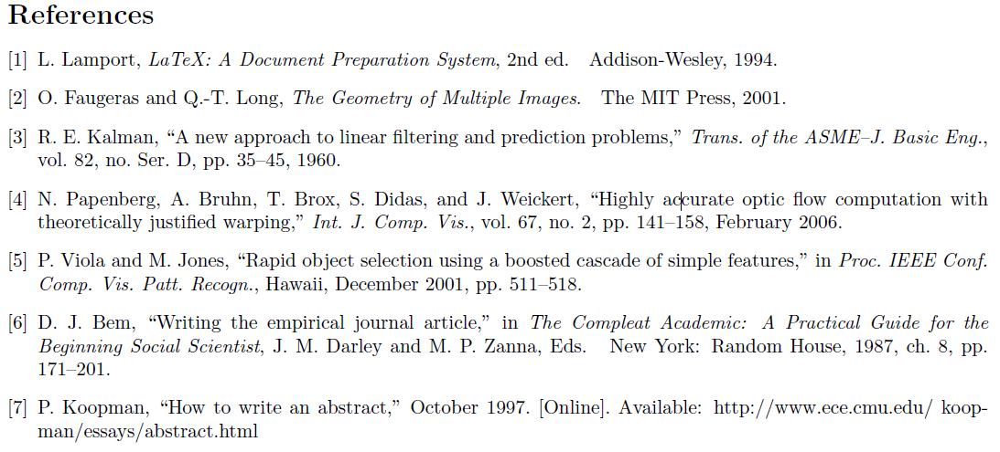 References
[1] L. Lamport, LaTeX: A Document Preparation System, 2nd ed. Addison-Wesley, 1994.
[2] O. Faugeras and Q.-T. Long, The Geometry of Multiple Images. The MIT Press, 2001.
[3] R. E. Kalman, “A new approach to linear filtering and prediction problems,” Trans. of the ASME–J. Basic Eng.,
vol. 82, no. Ser. D, pp. 35–45, 1960.
[4] N. Papenberg, A. Bruhn, T. Brox, S. Didas, and J. Weickert, “Highly accurate optic flow computation with
theoretically justified warping,” Int. J. Comp. Vis., vol. 67, no. 2, pp. 141–158, February 2006.
[5] P. Viola and M. Jones, “Rapid object selection using a boosted cascade of simple features,” in Proc. IEEE Conf.
Comp. Vis. Patt. Recogn., Hawaii, December 2001, pp. 511–518.
[6] D. J. Bem, “Writing the empirical journal article,” in The Compleat Academic: A Practical Guide for the
Beginning Social Scientist, J. M. Darley and M. P. Zanna, Eds. New York: Random House, 1987, ch. 8, pp.
171–201.
[7] P. Koopman, “How to write an abstract,” October 1997. [Online]. Available: http://www.ece.cmu.edu/ koop-
man/essays/abstract.html